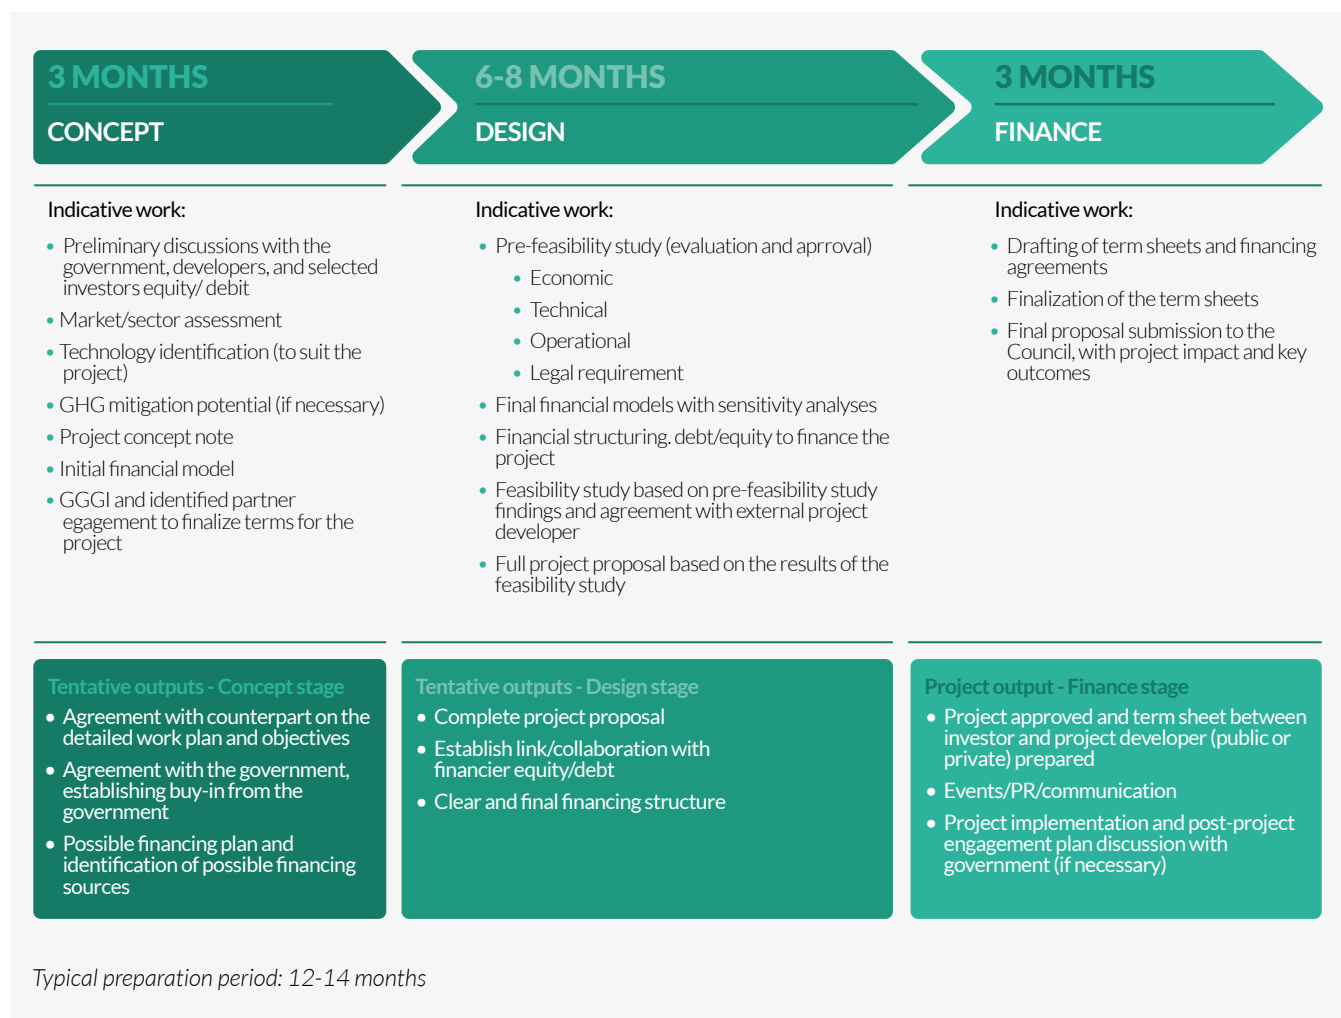 3 MONTHS
CONCEPT
6-8 MONTHS
DESIGN
3 MONTHS
FINANCE
Indicative work:
• Preliminary discussions with the
government, developers, and selected
investors equity/ debit
• Market/sector assessment
• Technology identification (to suit the
project)
• GHG mitigation potential (if necessary)
• Project concept note
• Initial financial model
• GGGI and identified partner
egagement to finalize terms for the
project
Indicative work:
• Pre-feasibility study (evaluation and aprroval)
• Economic
• Technical
• Operational
• Legal requirement
• Final financial models with sensitivity analyses
• Financial structuring. debt/equity to finance the
project
• Feasibility study based on pre-feasibility study
findings and agreement with external project
developer
• Full project proposal based on the results of the
feasibility study
Indicative work:
• Drafting of term sheets and financing
agreements
• Finalization of the term sheets
• Final proposal submission to the
Council, with project impact and key
outcomes
Tentative outputs - Concept stage
• Agreement with counterpart on the
detailed work plan and objectives
• Agreement with the government,
establishing buy-in from the
government
• Possible financing plan and
identification of possible financing
sources
Tentative outputs - Design stage
• Complete project proposal
• Establish link/collaboration with
financier equity/debt
• Clear and final financing structure
Project output - Finance stage
• Project approved and term sheet between
investor and project developer (public or
private) prepared
• Events/PR/communication
• Project implementation and post-project
engagement plan discussion with
government (if necessary)
Typical preparation period: 12-14 months